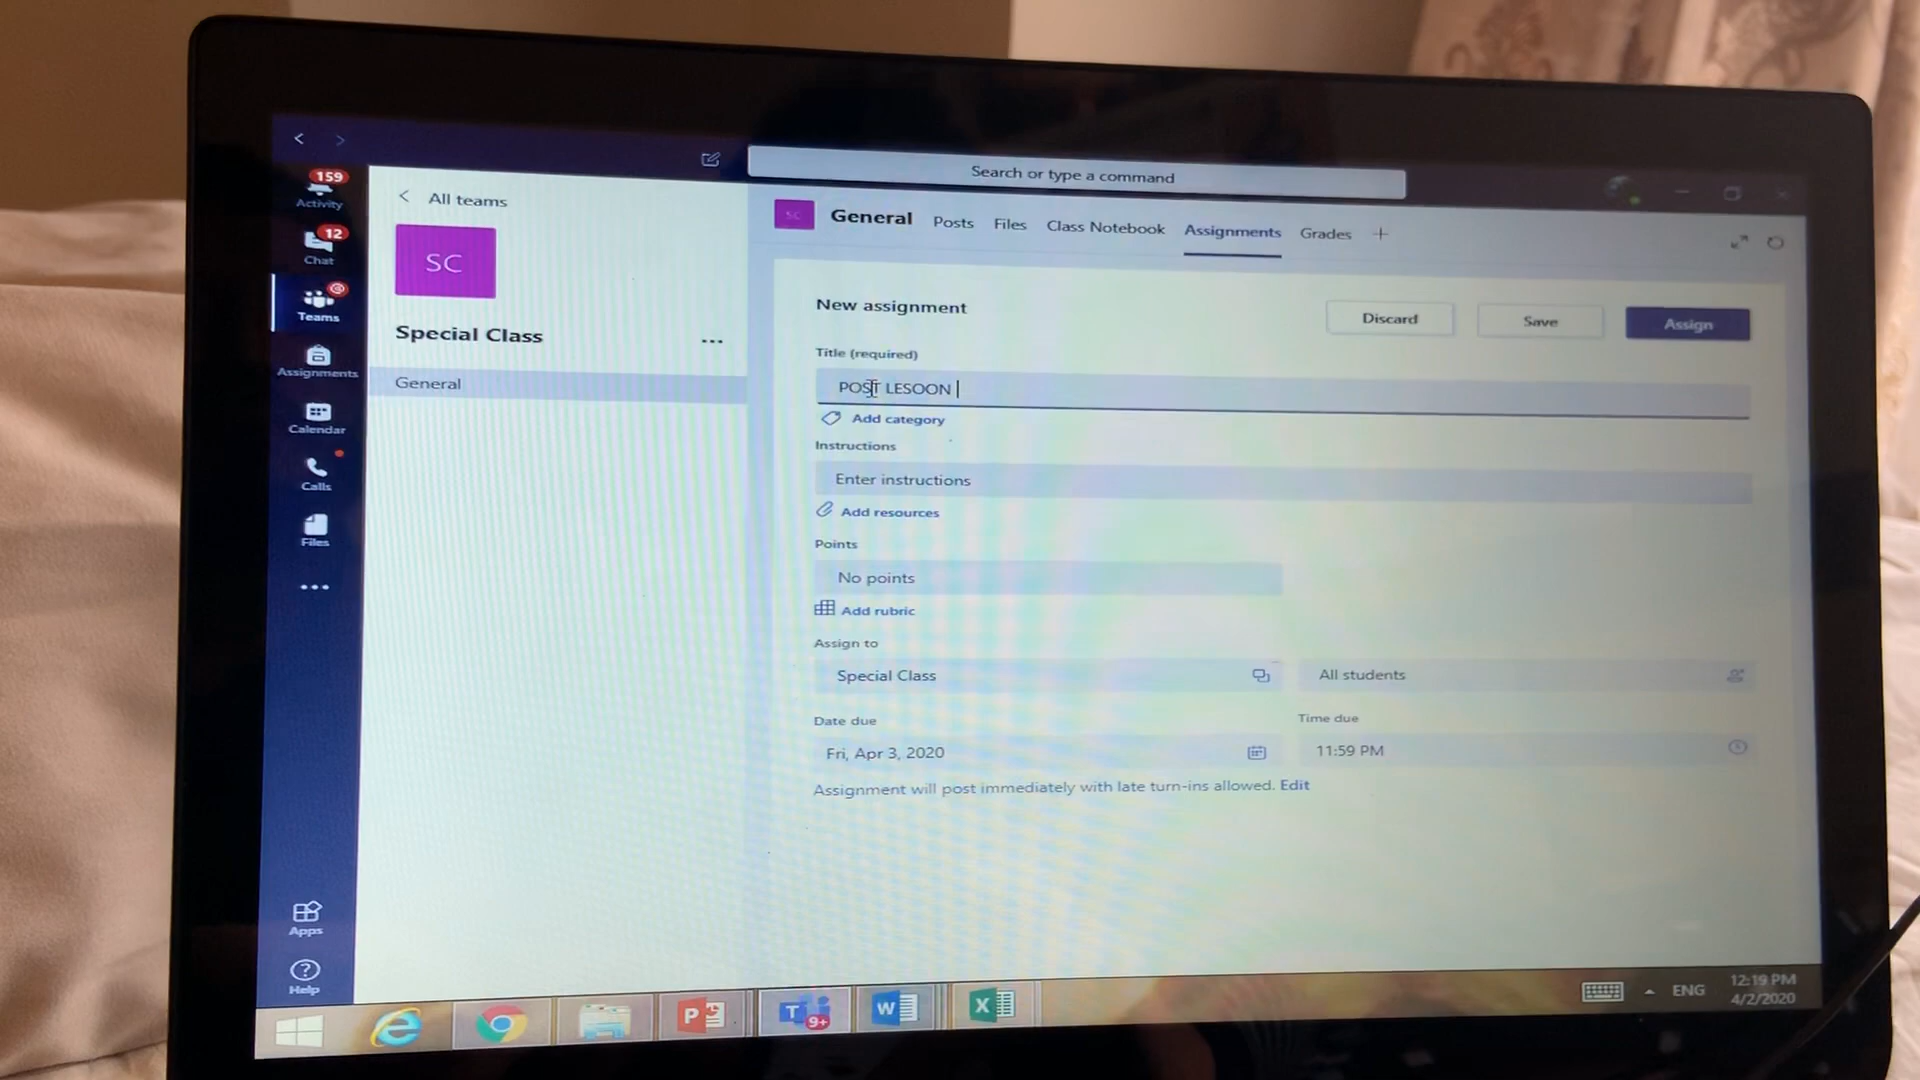 Search or type a command
159
Activity
12
Chat
Teams
Assignments
Calendar
Calls
Files
Apps
Help
All teams
SC
Special Class
General
SC
General Posts Files Class Notebook Assignments Grades
New assignment
Discard Save Assign
Title (required)
POST LESOON
Add category
Instructions
Enter instructions
Add resources
Points
No points
Add rubric
Assign to
Special Class All students
Date due Time due
Fri, Apr 3, 2020 11:59 PM
Assignment will post immediately with late turn-ins allowed. Edit
P T 9+ W X
ENG
12:19 PM
4/2/2020